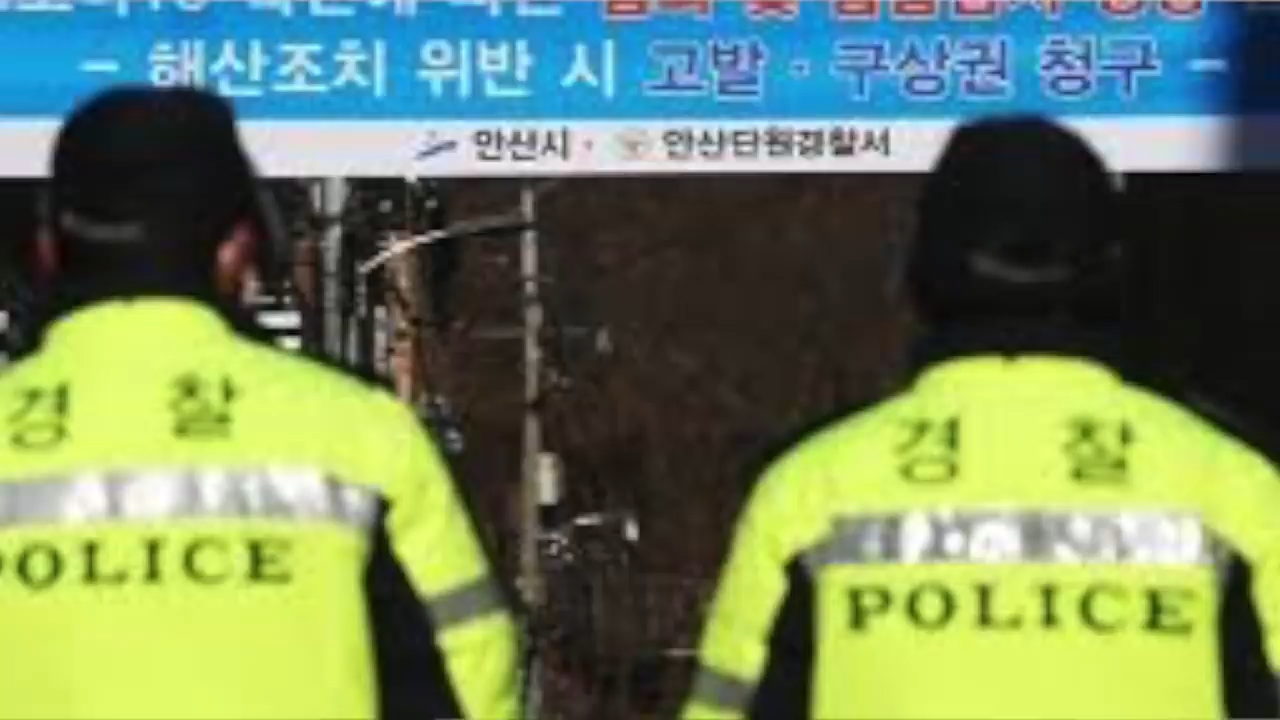 - 해산조치 위반 시 고발 · 구상권 청구 -
안산시 · 안산단원경찰서
경 찰
POLICE
경 찰
POLICE